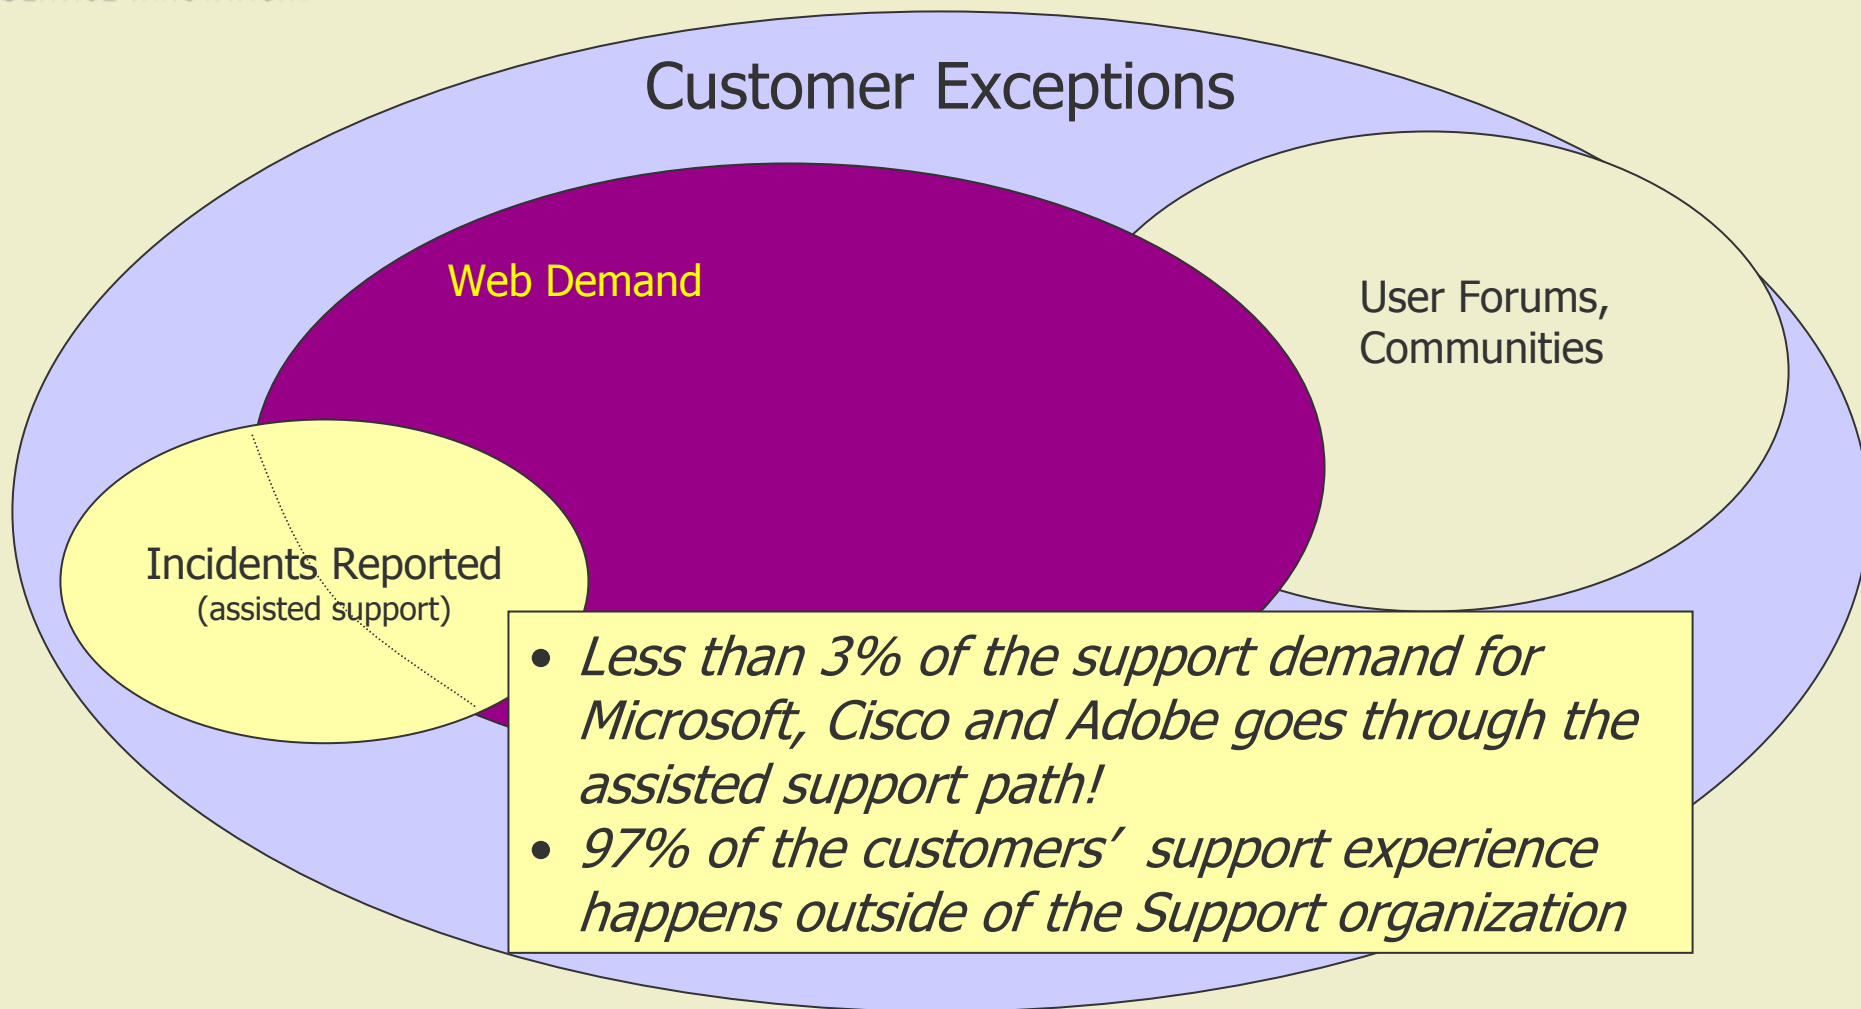 Customer Exceptions
Web Demand
User Forums,
Communities
Incidents Reported
(assisted support)
• Less than 3% of the support demand for
Microsoft, Cisco and Adobe goes through the
assisted support path!
• 97% of the customers’ support experience
happens outside of the Support organization